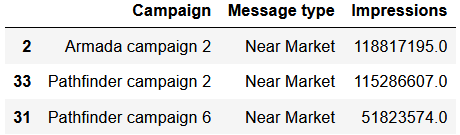 Campaign Message type Impressions
2 Armada campaign 2 Near Market 118817195.0
33 Pathfinder campaign 2 Near Market 115286607.0
31 Pathfinder campaign 6 Near Market 51823574.0